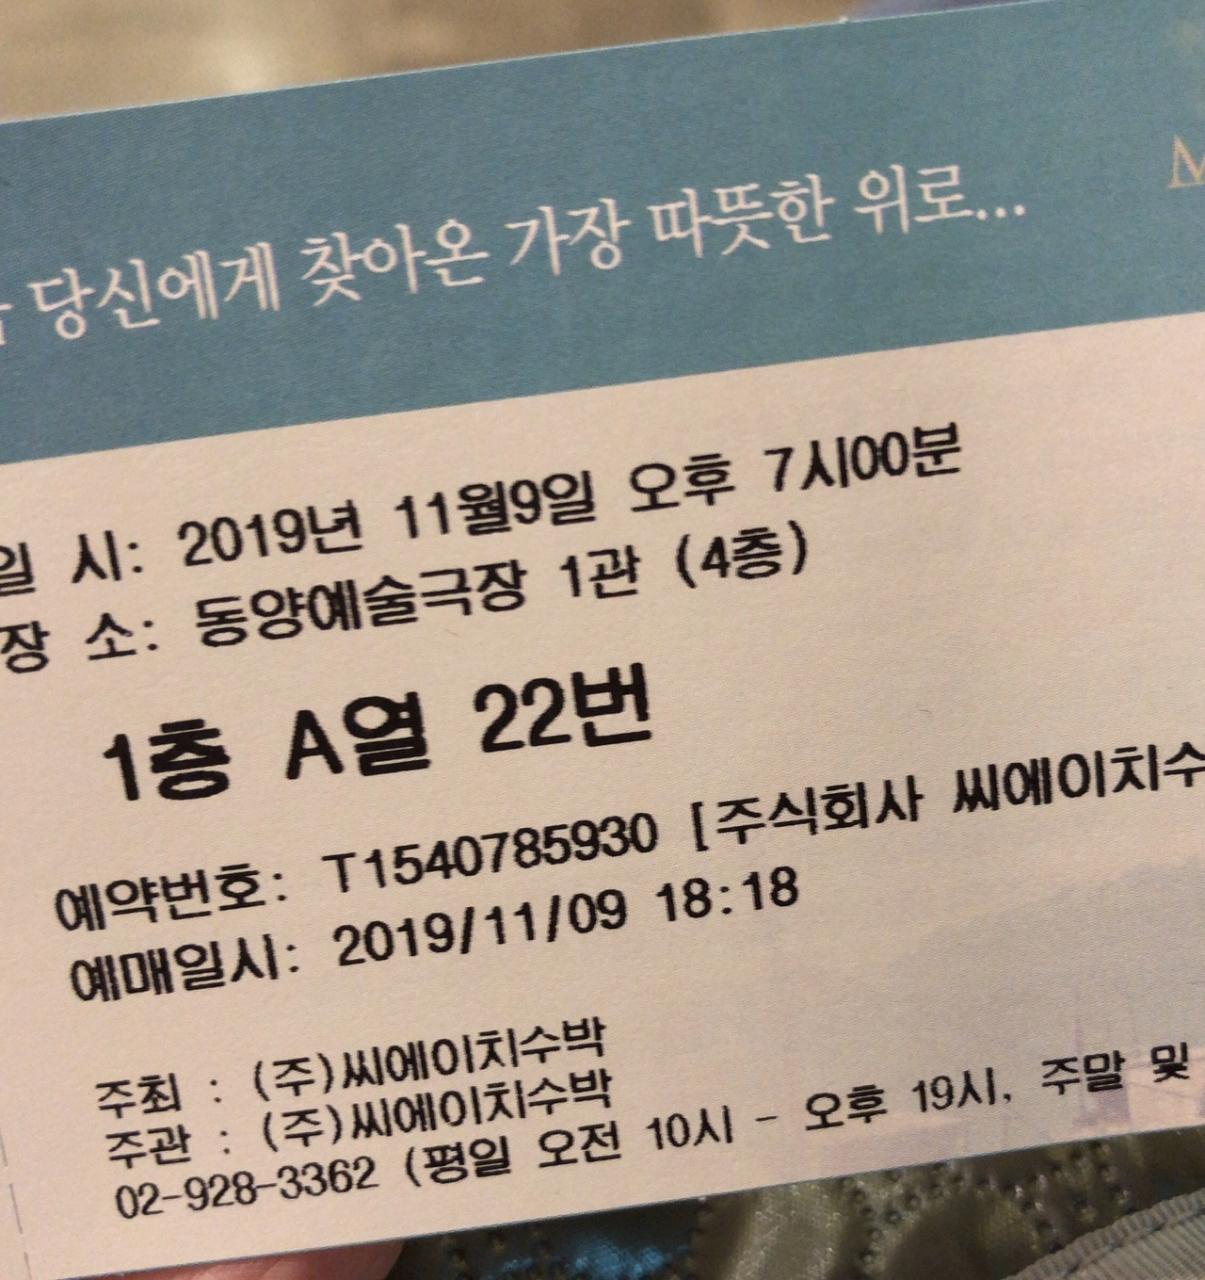 당신에게 찾아온 가장 따뜻한 위로...
일 시: 2019년 11월9일 오후 7시00분
장 소: 동양예술극장 1관 (4층)
1층 A열 22번
예약번호: T1540785930 [주식회사 씨에이치수
예매일시: 2019/11/09 18:18
주최 : (주)씨에이치수박
주관 : (주)씨에이치수박
02-928-3362 (평일 오전 10시 - 오후 19시, 주말 및